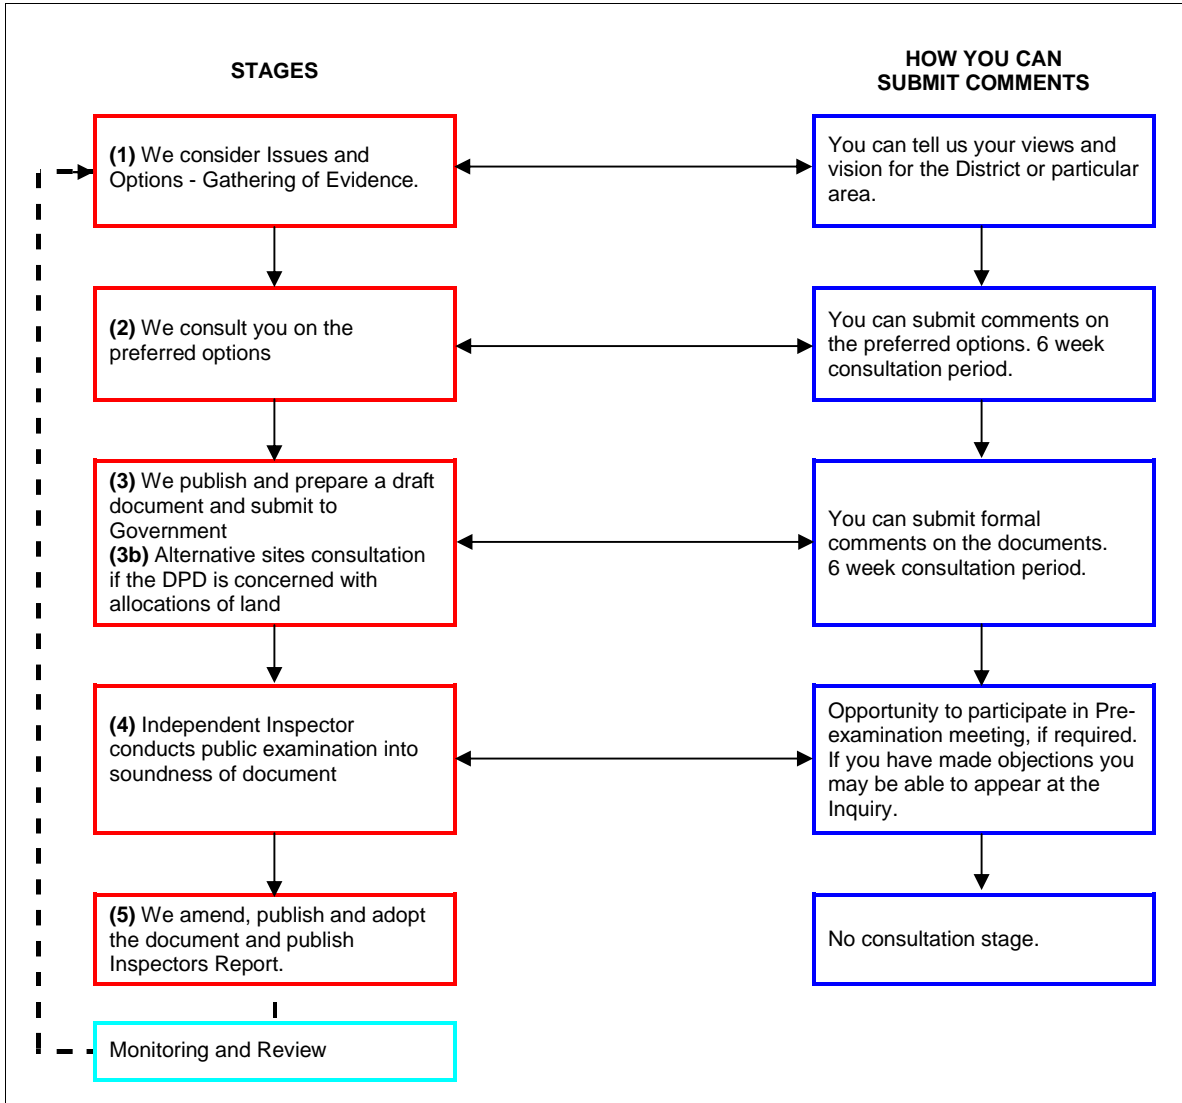 STAGES
HOW YOU CAN
SUBMIT COMMENTS
(1) We consider Issues and
Options - Gathering of Evidence.
You can tell us your views and
vision for the District or particular
area.
(2) We consult you on the
preferred options
You can submit comments on
the preferred options. 6 week
consultation period.
(3) We publish and prepare a draft
document and submit to
Government
(3b) Alternative sites consultation
if the DPD is concerned with
allocations of land
You can submit formal
comments on the documents.
6 week consultation period.
(4) Independent Inspector
conducts public examination into
soundness of document
Opportunity to participate in Pre-
examination meeting, if required.
If you have made objections you
may be able to appear at the
Inquiry.
(5) We amend, publish and adopt
the document and publish
Inspectors Report.
No consultation stage.
Monitoring and Review